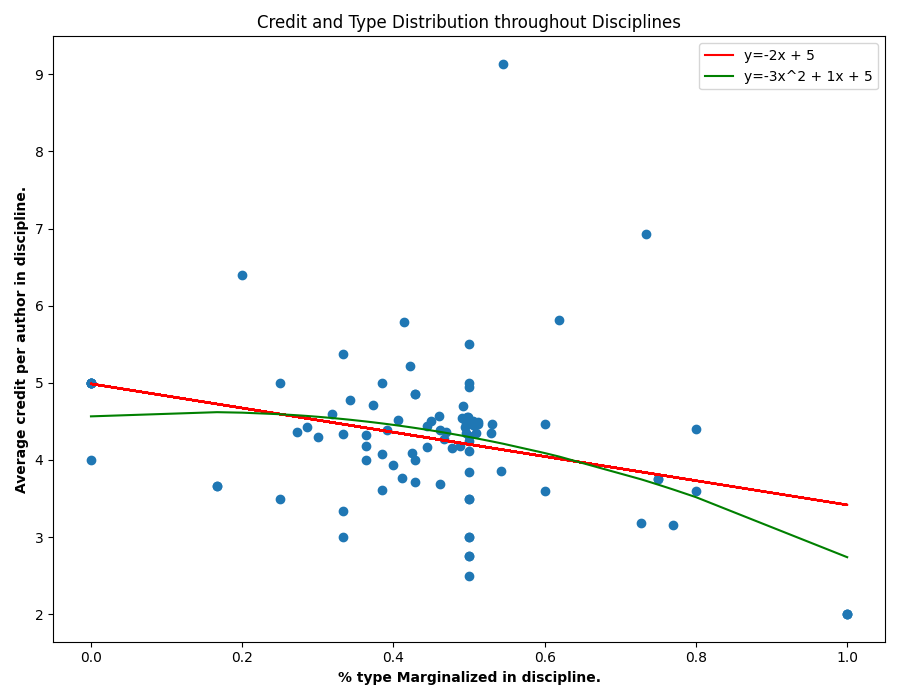 Credit and Type Distribution throughout Disciplines
y=-2x + 5
y=-3x^2 + 1x + 5
Average credit per author in discipline.
9
8
7
6
5
4
3
2
0.0 0.2 0.4 0.6 0.8 1.0
% type Marginalized in discipline.